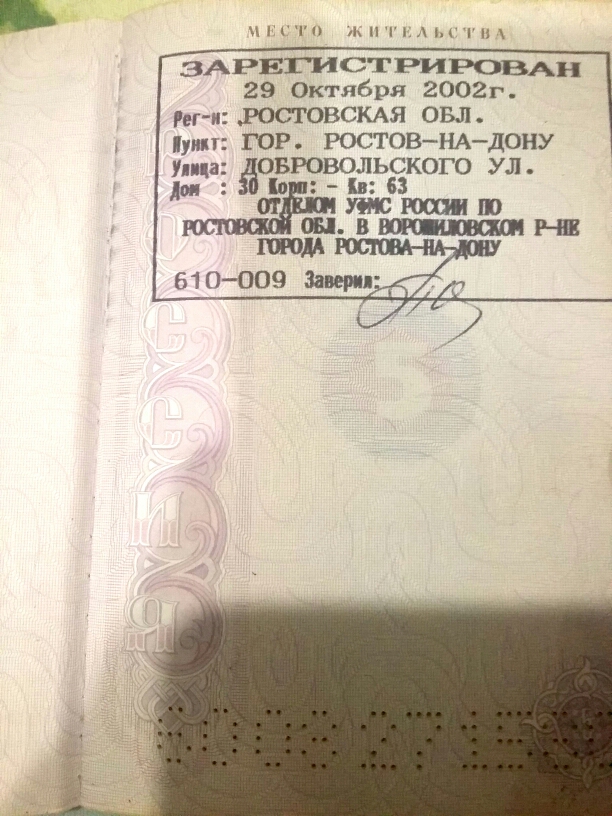 МЕСТО ЖИТЕЛЬСТВА
ЗАРЕГИСТРИРОВАН
29 Октября 2002г.
Рег-н: РОСТОВСКАЯ ОБЛ.
Пункт: ГОР. РОСТОВ-НА-ДОНУ
Улица: ДОБРОВОЛЬСКОГО УЛ.
Дом : 30 Корп: - Кв: 63
ОТДЕЛОМ УФМС РОССИИ ПО
РОСТОВСКОЙ ОБЛ. В ВОРОШИЛОВСКОМ Р-НЕ
ГОРОДА РОСТОВА-НА-ДОНУ
610-009 Заверил:
5
РОССИЯ